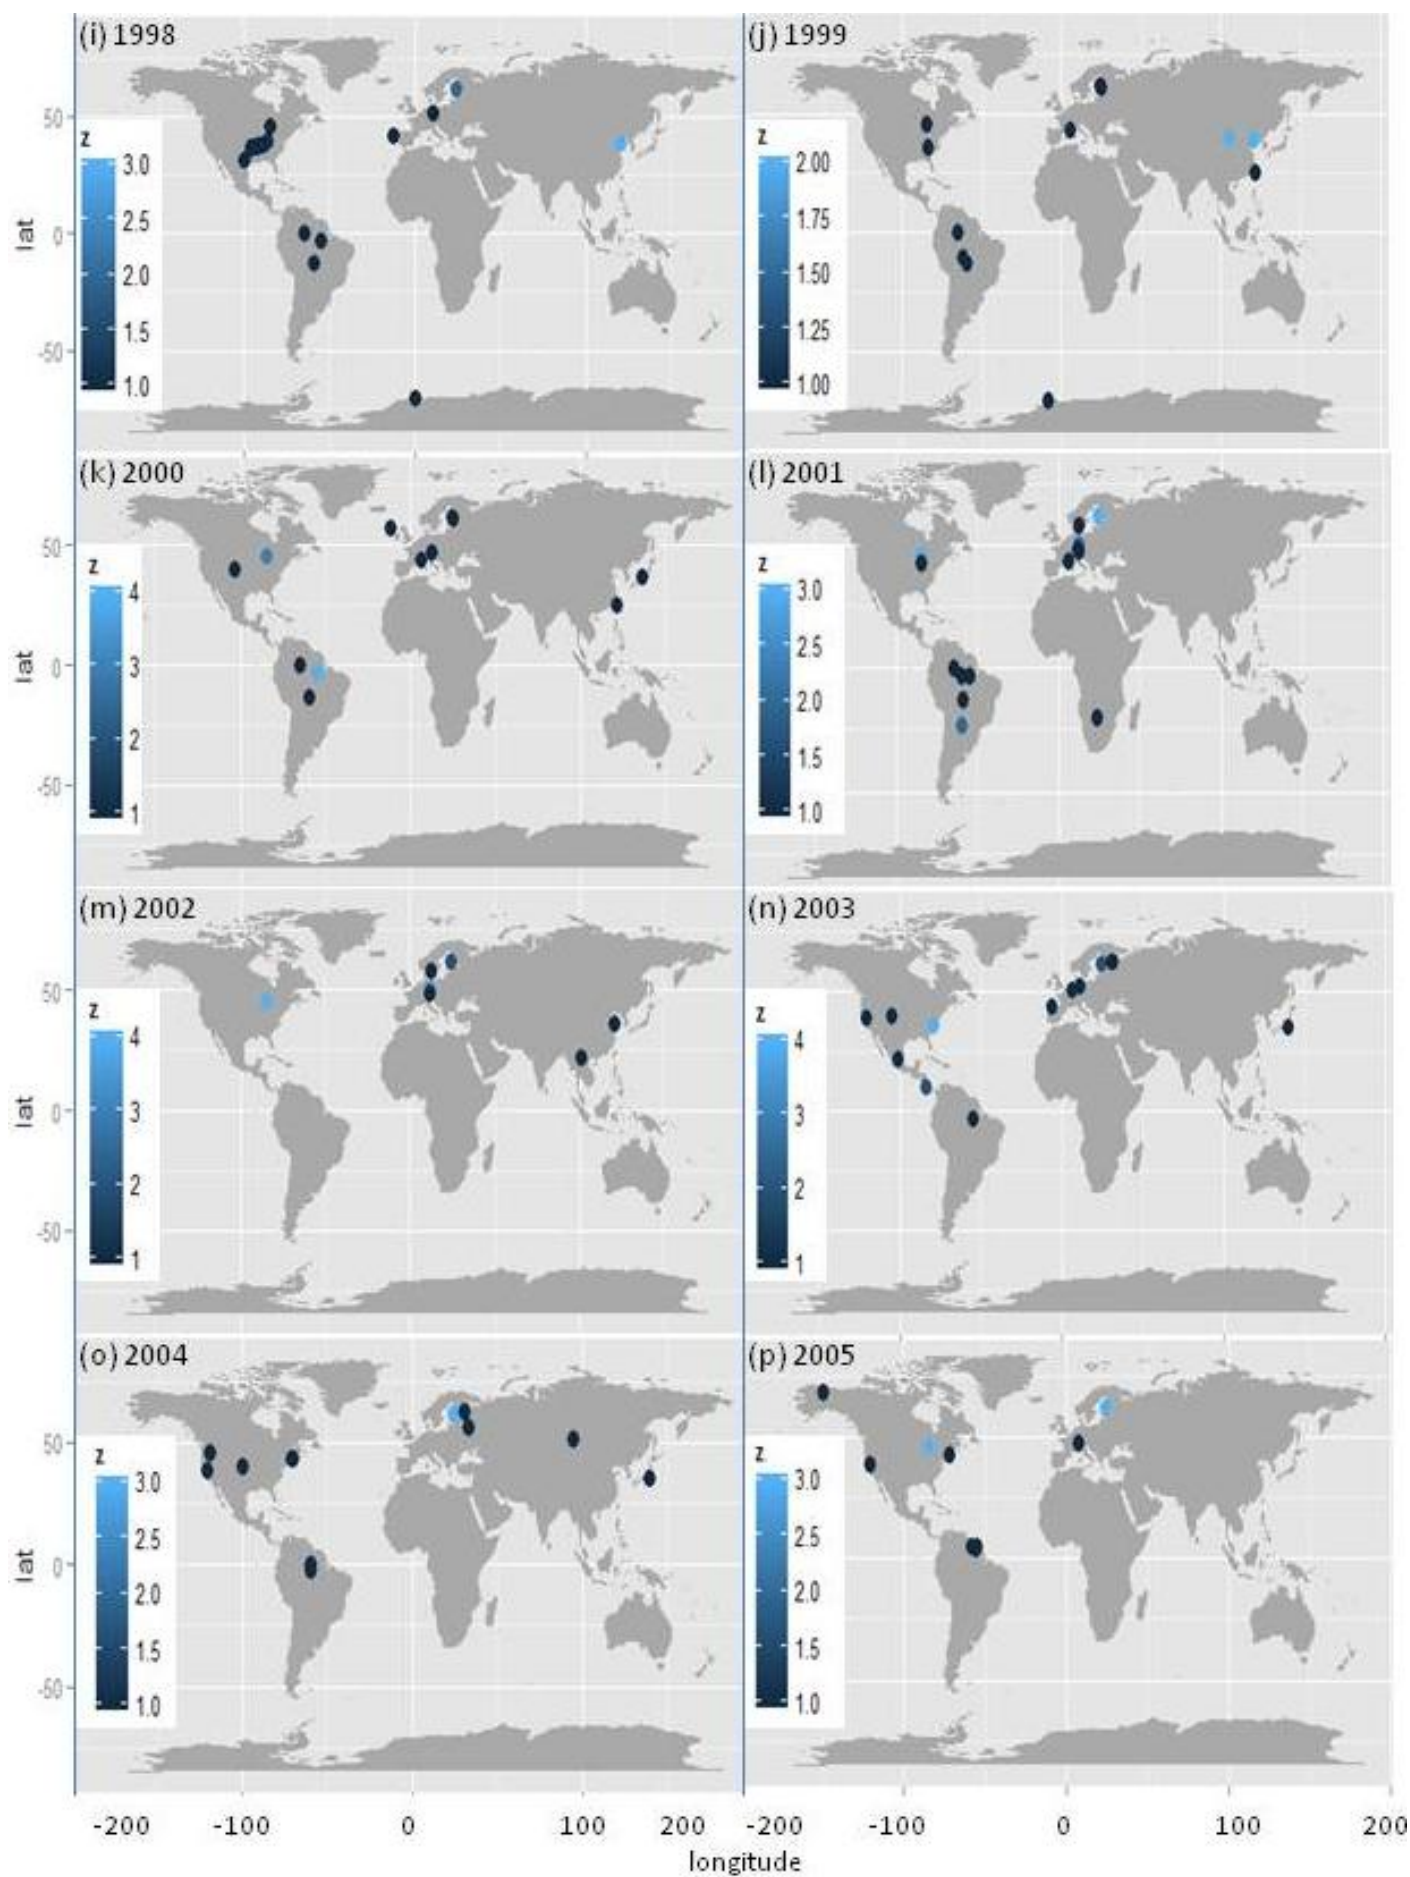 (i) 1998
(j) 1999
50
0
-50
lat
z
3.0
2.5
2.0
1.5
1.0
z
2.00
1.75
1.50
1.25
1.00
(k) 2000
(l) 2001
50
0
-50
lat
z
4
3
2
1
z
3.0
2.5
2.0
1.5
1.0
(m) 2002
(n) 2003
50
0
-50
lat
z
4
3
2
1
z
4
3
2
1
(o) 2004
(p) 2005
50
0
-50
lat
z
3.0
2.5
2.0
1.5
1.0
z
3.0
2.5
2.0
1.5
1.0
-200 -100 0 100 200 -200 -100 0 100 200
longitude